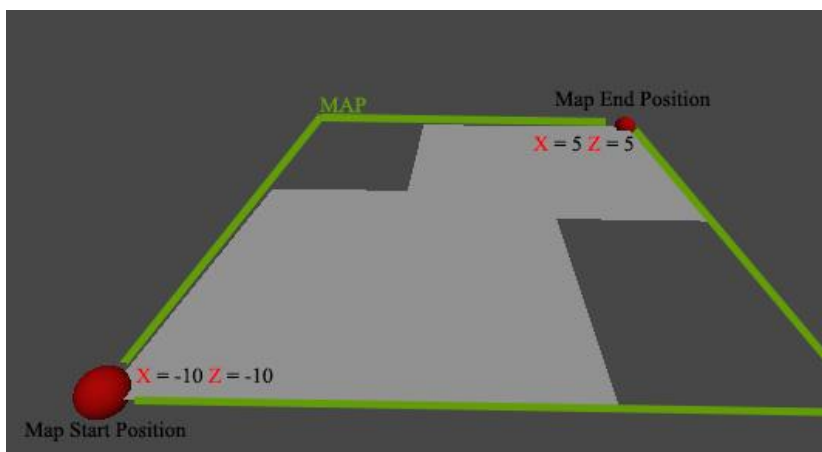 MAP
Map End Position
X = 5 Z = 5
X = -10 Z = -10
Map Start Position